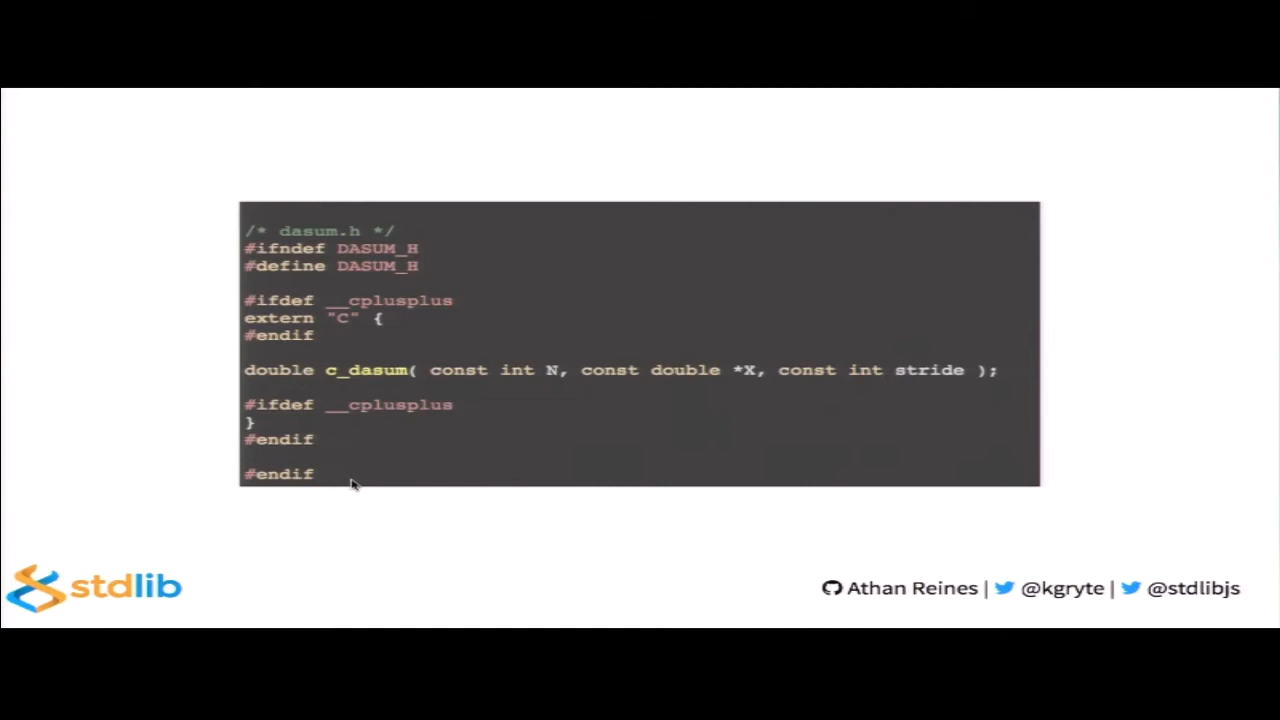 /* dasum.h */
#ifndef DASUM_H
#define DASUM_H
#ifdef __cplusplus
extern "C" {
#endif
double c_dasum( const int N, const double *X, const int stride );
#ifdef __cplusplus
}
#endif
#endif
stdlib
Athan Reines | @kgryte | @stdlibjs